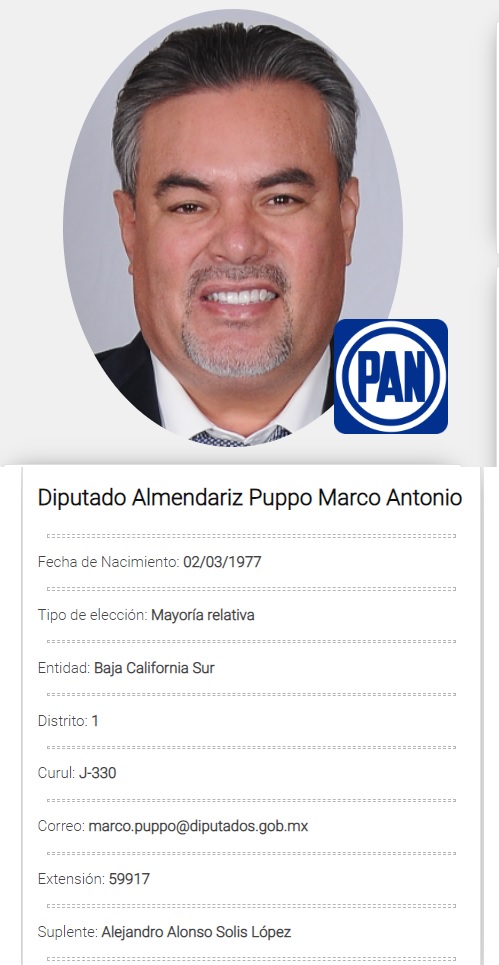 PAN
Diputado Almendariz Puppo Marco Antonio
Fecha de Nacimiento: 02/03/1977
Tipo de elección: Mayoría relativa
Entidad: Baja California Sur
Distrito: 1
Curul: J-330
Correo: marco.puppo@diputados.gob.mx
Extensión: 59917
Suplente: Alejandro Alonso Solis López